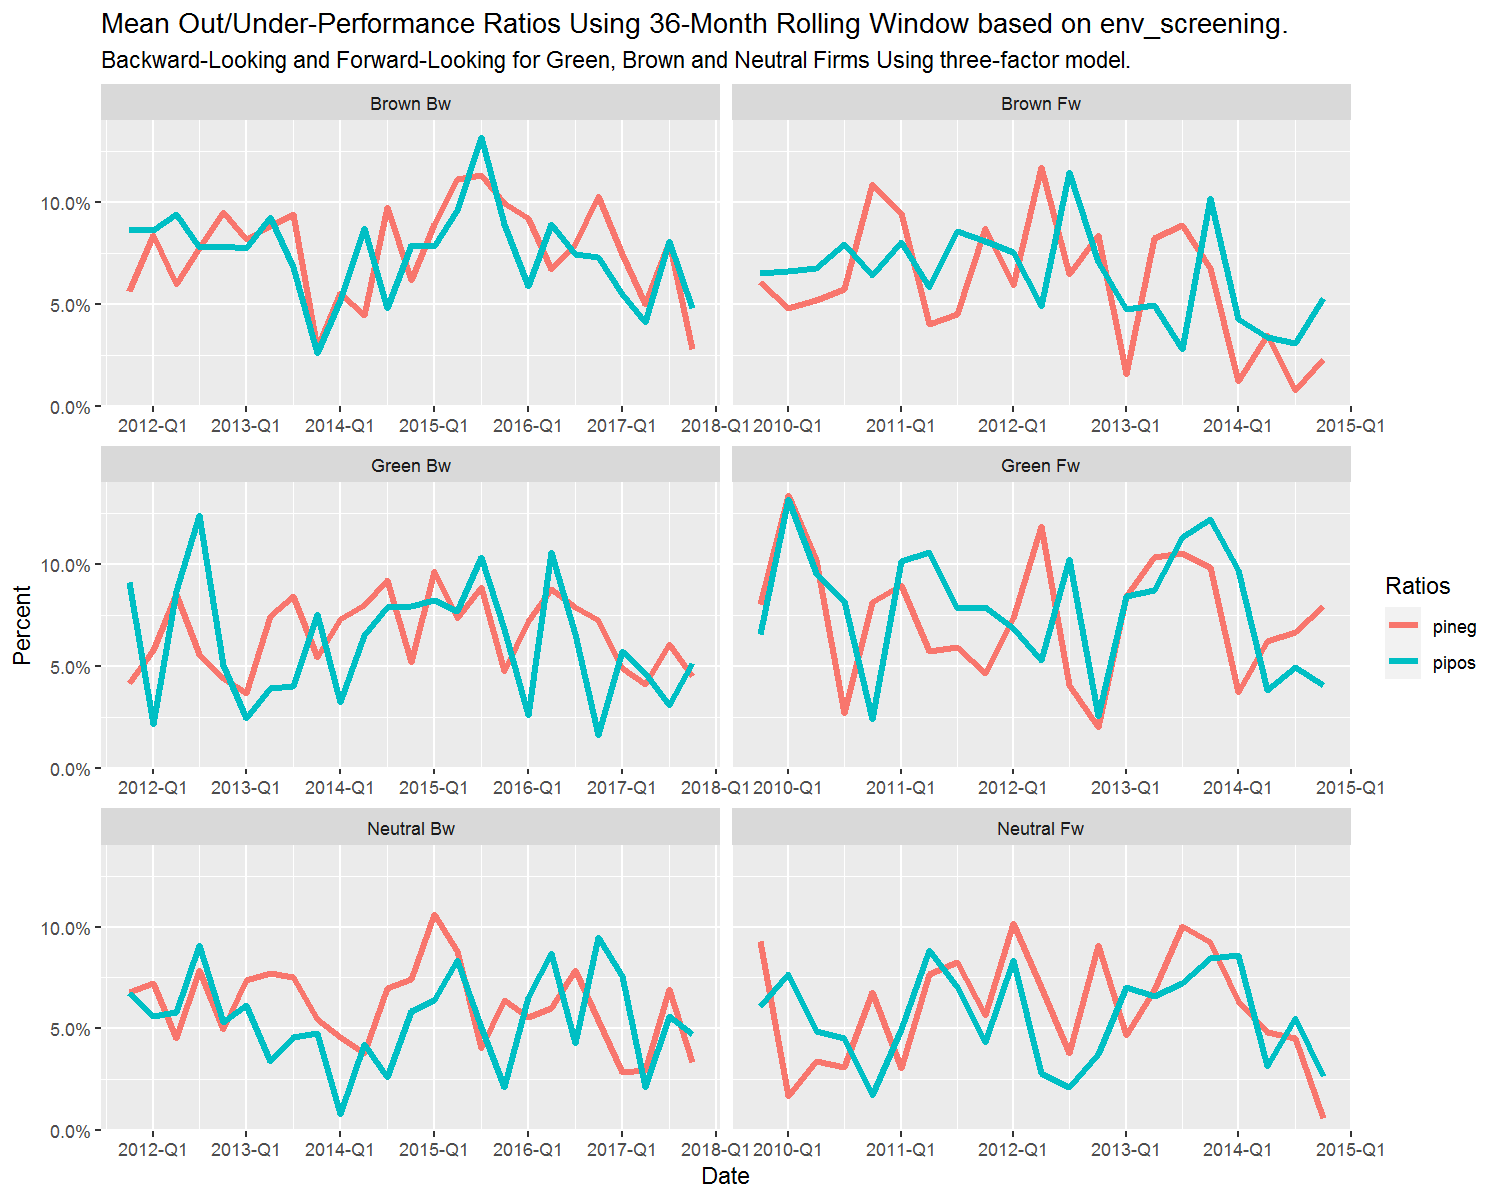 Mean Out/Under-Performance Ratios Using 36-Month Rolling Window based on env_screening.
Backward-Looking and Forward-Looking for Green, Brown and Neutral Firms Using three-factor model.
Brown Bw
Brown Fw
10.0%
5.0%
0.0%
2012-Q1 2013-Q1 2014-Q1 2015-Q1 2016-Q1 2017-Q1 2018-Q1
2010-Q1 2011-Q1 2012-Q1 2013-Q1 2014-Q1 2015-Q1
Green Bw
Green Fw
10.0%
5.0%
0.0%
2012-Q1 2013-Q1 2014-Q1 2015-Q1 2016-Q1 2017-Q1 2018-Q1
2010-Q1 2011-Q1 2012-Q1 2013-Q1 2014-Q1 2015-Q1
Neutral Bw
Neutral Fw
10.0%
5.0%
0.0%
2012-Q1 2013-Q1 2014-Q1 2015-Q1 2016-Q1 2017-Q1 2018-Q1
2010-Q1 2011-Q1 2012-Q1 2013-Q1 2014-Q1 2015-Q1
Percent
Date
Ratios
pineg
pipos